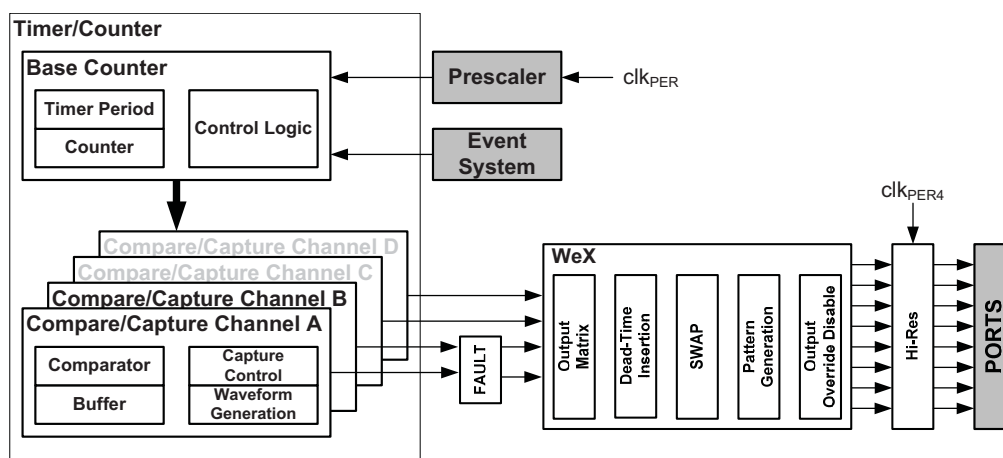 Timer/Counter
Base Counter
Timer Period
Counter
Control Logic
Prescaler
clkPER
Event
System
clkPER4
Compare/Capture Channel D
Compare/Capture Channel C
Compare/Capture Channel B
Compare/Capture Channel A
Comparator
Buffer
Capture
Control
Waveform
Generation
FAULT
WeX
Output
Matrix
Dead-Time
Insertion
SWAP
Pattern
Generation
Output
Override Disable
Hi-Res
PORTS